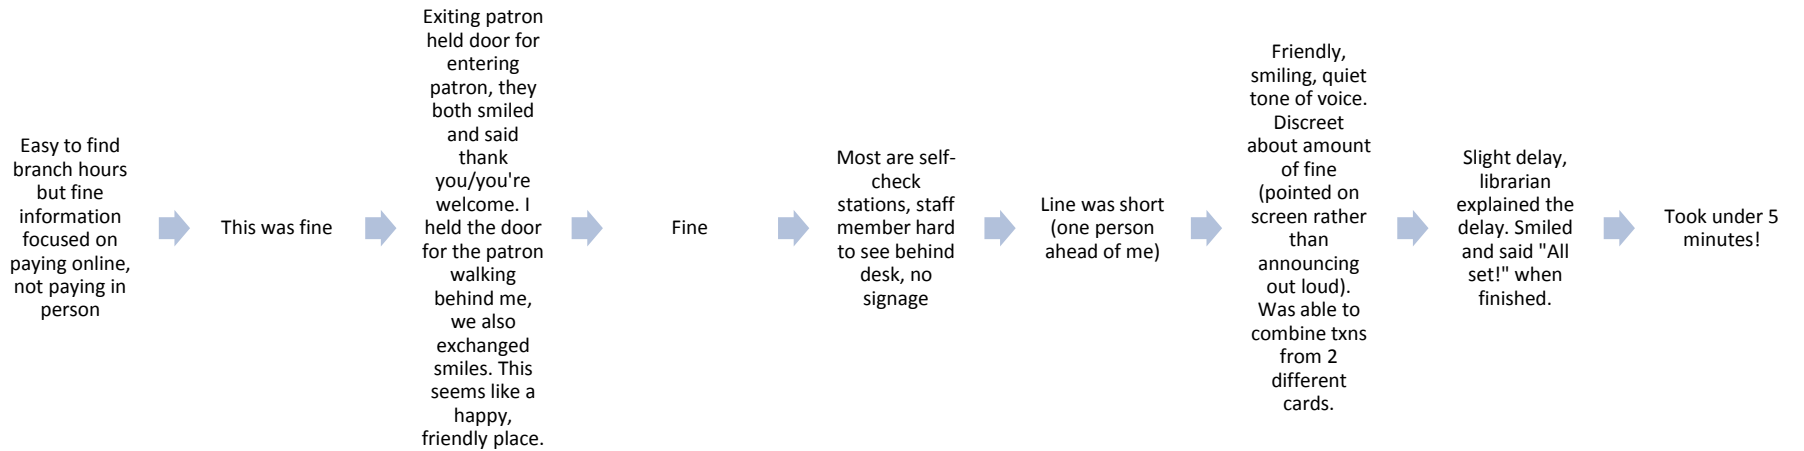 Easy to find
branch hours
but fine
information
focused on
paying online,
not paying in
person
This was fine
Exiting patron
held door for
entering
patron, they
both smiled
and said
thank
you/you're
welcome. I
held the door
for the patron
walking
behind me,
we also
exchanged
smiles. This
seems like a
happy,
friendly place.
Fine
Most are self-
check
stations, staff
member hard
to see behind
desk, no
signage
Line was short
(one person
ahead of me)
Friendly,
smiling, quiet
tone of voice.
Discreet
about amount
of fine
(pointed on
screen rather
than
announcing
out loud).
Was able to
combine txns
from 2
different
cards.
Slight delay,
librarian
explained the
delay. Smiled
and said "All
set!" when
finished.
Took under 5
minutes!